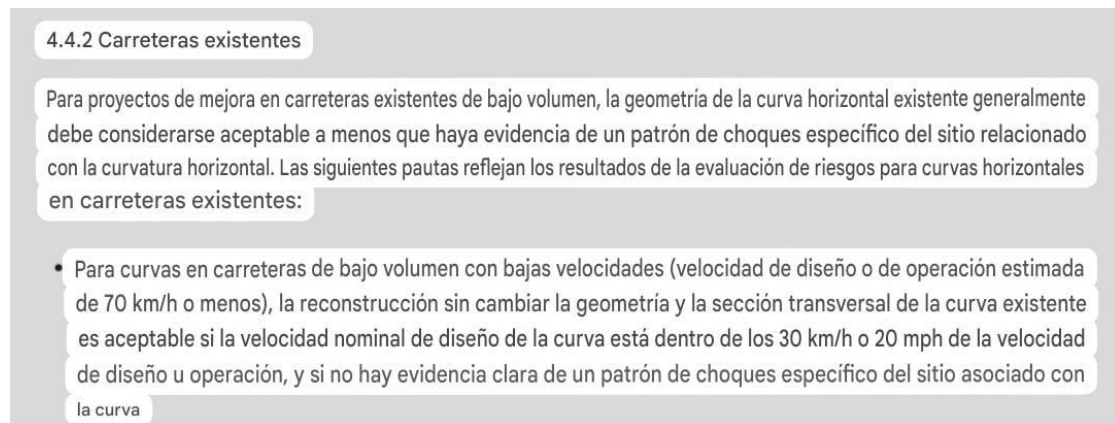 4.4.2 Carreteras existentes
Para proyectos de mejora en carreteras existentes de bajo volumen, la geometría de la curva horizontal existente generalmente
debe considerarse aceptable a menos que haya evidencia de un patrón de choques específico del sitio relacionado
con la curvatura horizontal. Las siguientes pautas reflejan los resultados de la evaluación de riesgos para curvas horizontales
en carreteras existentes:
• Para curvas en carreteras de bajo volumen con bajas velocidades (velocidad de diseño o de operación estimada
de 70 km/h o menos), la reconstrucción sin cambiar la geometría y la sección transversal de la curva existente
es aceptable si la velocidad nominal de diseño de la curva está dentro de los 30 km/h o 20 mph de la velocidad
de diseño u operación, y si no hay evidencia clara de un patrón de choques específico del sitio asociado con
la curva